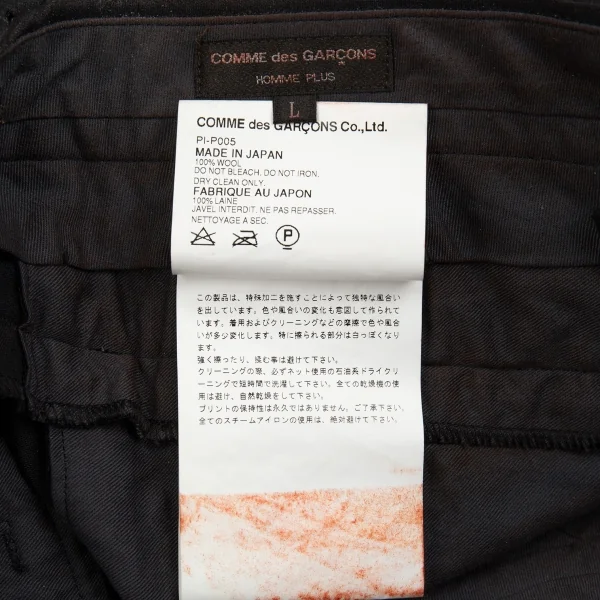 COMME des GARÇONS
HOMME PLUS
L
COMME des GARÇONS Co.,Ltd.
PI-P005
MADE IN JAPAN
100% WOOL
DO NOT BLEACH. DO NOT IRON.
DRY CLEAN ONLY.
FABRIQUE AU JAPON
100% LAINE
JAVEL INTERDIT. NE PAS REPASSER.
NETTOYAGE A SEC.
P
この製品は、特殊加工を施すことによって独特な風合い
を出しています。色や風合いの変化も意図して作られて
います。着用およびクリーニングなどの摩擦で色や風合い
が多少変化します。特に擦られる部分は白っぽくなり
ます。
強く擦ったり、揉む事は避けて下さい。
クリーニングの際、必ずネット使用の石油系ドライクリ
ーニングで短時間で洗濯して下さい。全ての乾燥機の使
用は避け、自然乾燥をして下さい。
プリントの保持性は永久ではありません。ご了承下さい。
全てのスチームアイロンの使用は、お避け下さい。